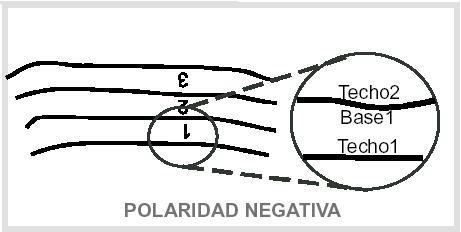 3
2
1
Techo2
Base1
Techo1
POLARIDAD NEGATIVA